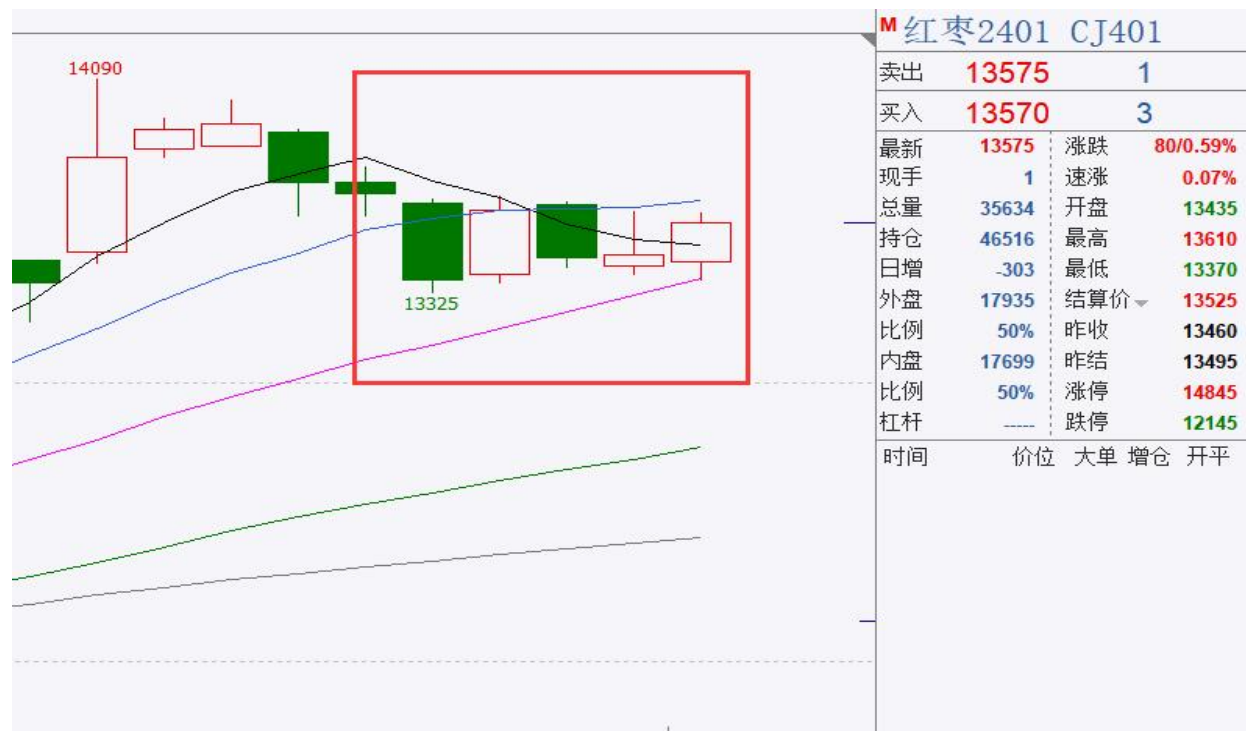 14090
13325
M 红枣2401 CJ401
卖出 13575 1
买入 13570 3
最新 13575 涨跌 80/0.59%
现手 1 速涨 0.07%
总量 35634 开盘 13435
持仓 46516 最高 13610
日增 -303 最低 13370
外盘 17935 结算价 13525
比例 50% 昨收 13460
内盘 17699 昨结 13495
比例 50% 涨停 14845
杠杆 ----- 跌停 12145
时间 价位 大单 增仓 开平